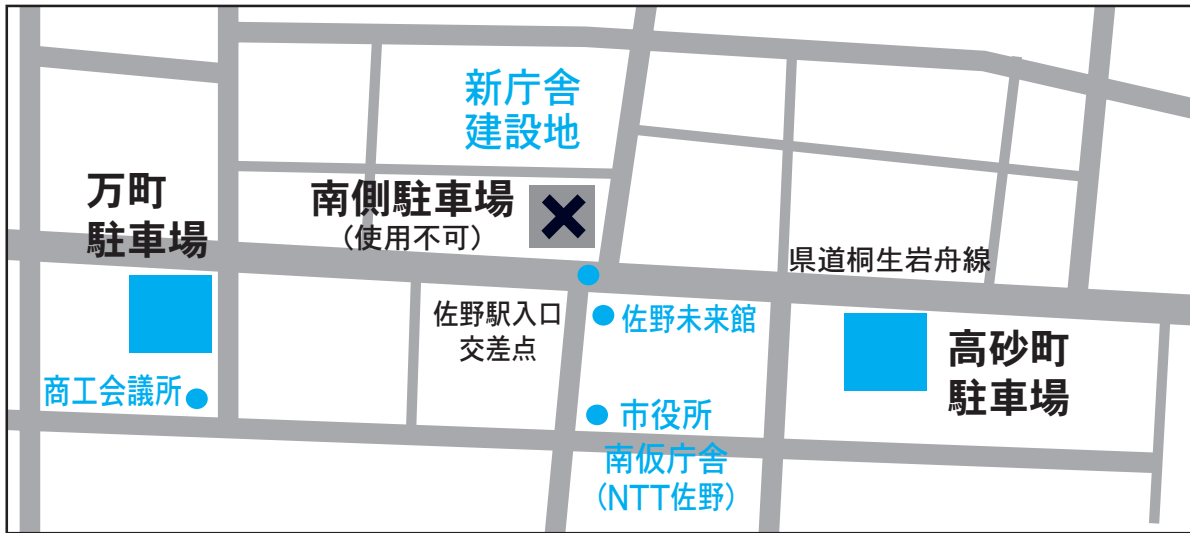 新庁舎
建設地
万町
駐車場
南側駐車場
（使用不可）
県道桐生岩舟線
佐野駅入口
交差点
佐野未来館
高砂町
駐車場
商工会議所
市役所
南仮庁舎
（NTT佐野）